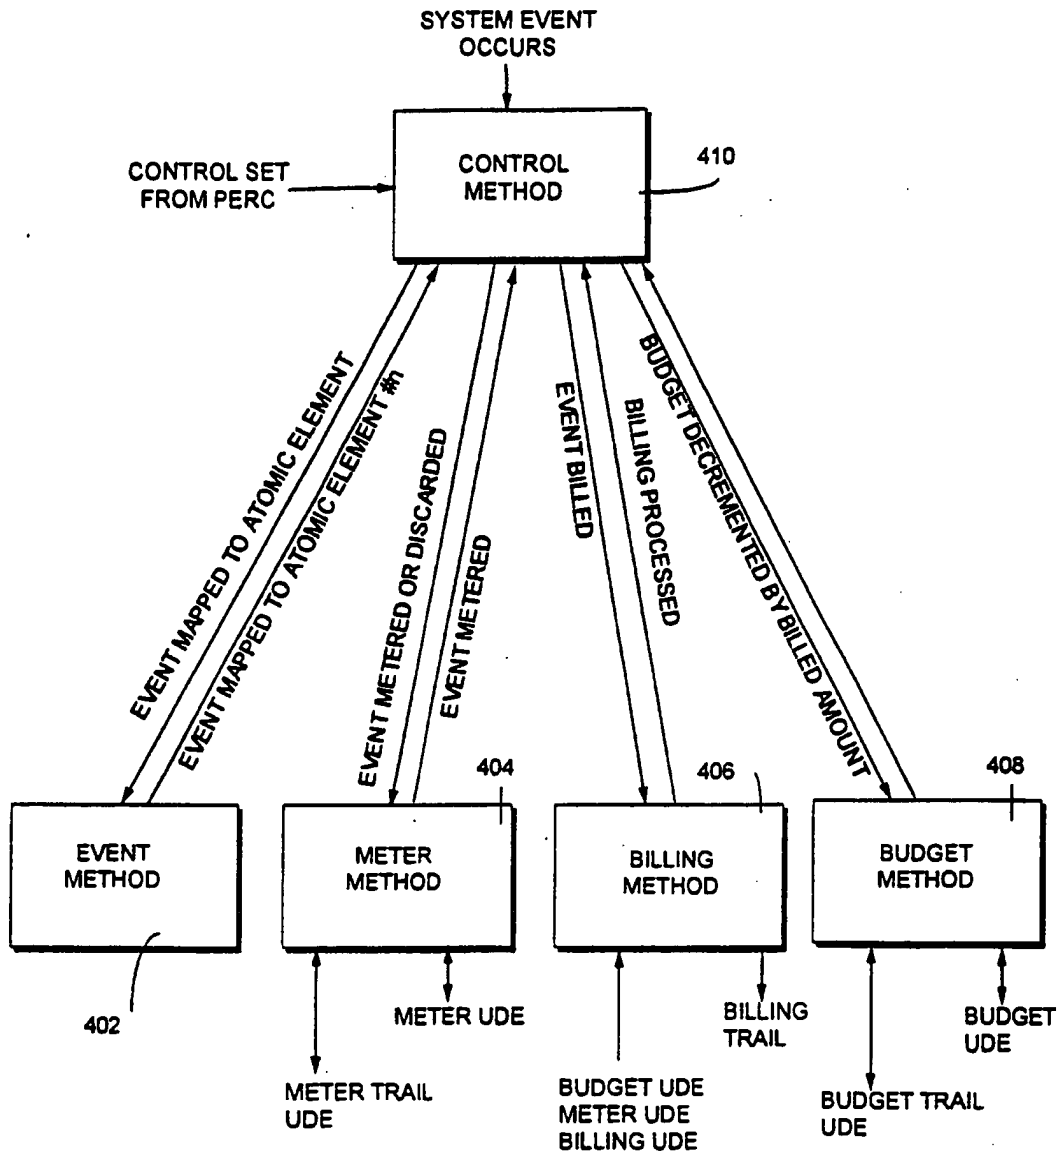 SYSTEM EVENT
OCCURS
CONTROL SET
FROM PERC
CONTROL
METHOD
410
EVENT MAPPED TO ATOMIC ELEMENT
EVENT MAPPED TO ATOMIC ELEMENT #n
EVENT METERED OR DISCARDED
EVENT METERED
EVENT BILLED
BILLING PROCESSED
BUDGET DECREMENTED BY BILLED AMOUNT
EVENT
METHOD
402
METER
METHOD
404
BILLING
METHOD
406
BUDGET
METHOD
408
METER TRAIL
UDE
METER UDE
BUDGET UDE
METER UDE
BILLING UDE
BILLING
TRAIL
BUDGET TRAIL
UDE
BUDGET
UDE